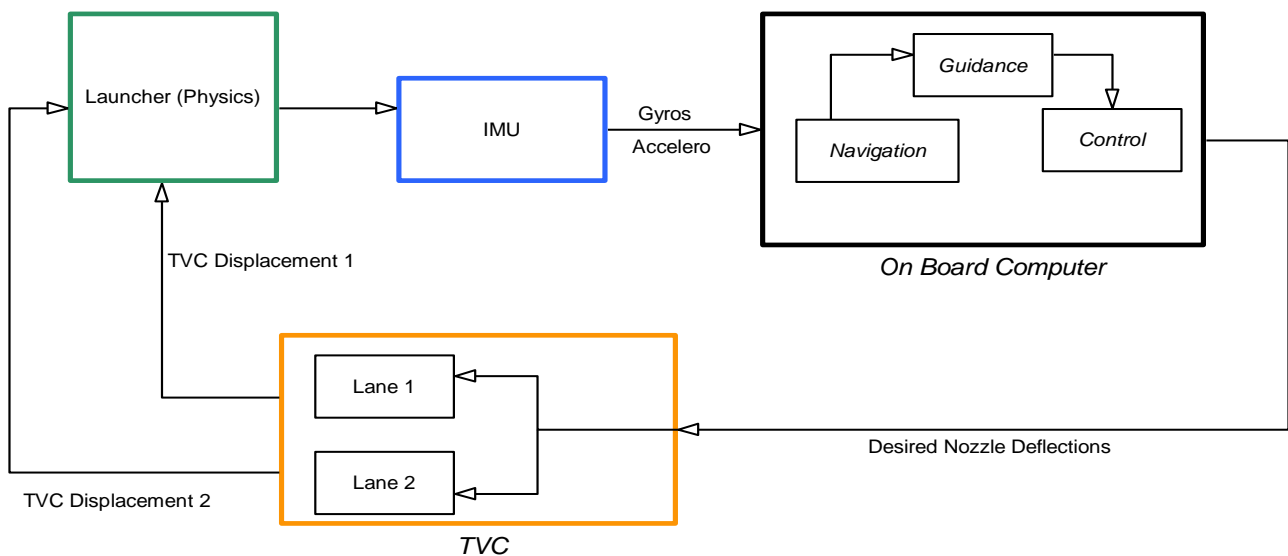 Launcher (Physics)
IMU
Gyros
Accelero
Guidance
Navigation
Control
On Board Computer
TVC Displacement 1
Lane 1
Lane 2
Desired Nozzle Deflections
TVC Displacement 2
TVC